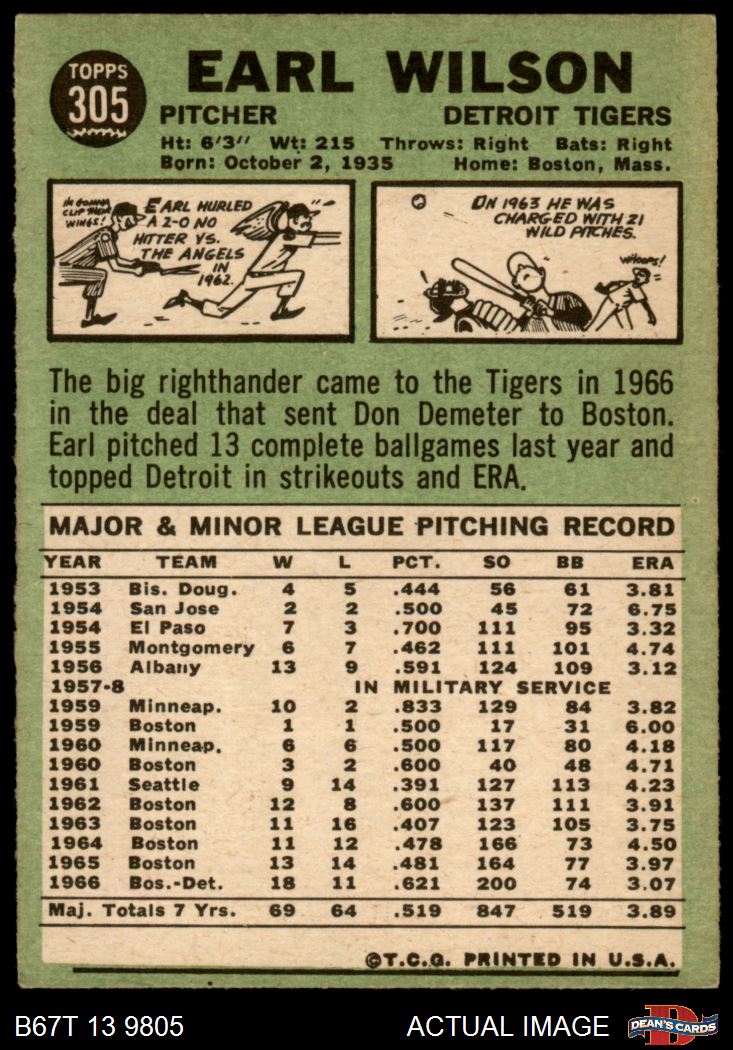 TOPPS
305
EARL WILSON
PITCHER DETROIT TIGERS
Ht: 6'3" Wt: 215 Throws: Right Bats: Right
Born: October 2, 1935 Home: Boston, Mass.
I'M GONNA
CLIP THEM
WINGS!
EARL HURLED
A 2-0 NO
HITTER VS.
THE ANGELS
IN
1962.
ON 1963 HE WAS
CHARGED WITH 21
WILD PITCHES.
WHOOPS!
The big righthander came to the Tigers in 1966
in the deal that sent Don Demeter to Boston.
Earl pitched 13 complete ballgames last year and
topped Detroit in strikeouts and ERA.
MAJOR & MINOR LEAGUE PITCHING RECORD
YEAR TEAM W L PCT. SO BB ERA
1953 Bis. Doug. 4 5 .444 56 61 3.81
1954 San Jose 2 2 .500 45 72 6.75
1954 El Paso 7 3 .700 111 95 3.32
1955 Montgomery 6 7 .462 111 101 4.74
1956 Albany 13 9 .591 124 109 3.12
1957-8 IN MILITARY SERVICE
1959 Minneap. 10 2 .833 129 84 3.82
1959 Boston 1 1 .500 17 31 6.00
1960 Minneap. 6 6 .500 117 80 4.18
1960 Boston 3 2 .600 40 48 4.71
1961 Seattle 9 14 .391 127 113 4.23
1962 Boston 12 8 .600 137 111 3.91
1963 Boston 11 16 .407 123 105 3.75
1964 Boston 11 12 .478 166 73 4.50
1965 Boston 13 14 .481 164 77 3.97
1966 Bos.-Det. 18 11 .621 200 74 3.07
Maj. Totals 7 Yrs. 69 64 .519 847 519 3.89
©T.C.G. PRINTED IN U.S.A.
B67T 13 9805 ACTUAL IMAGE
DEAN'S CARDS